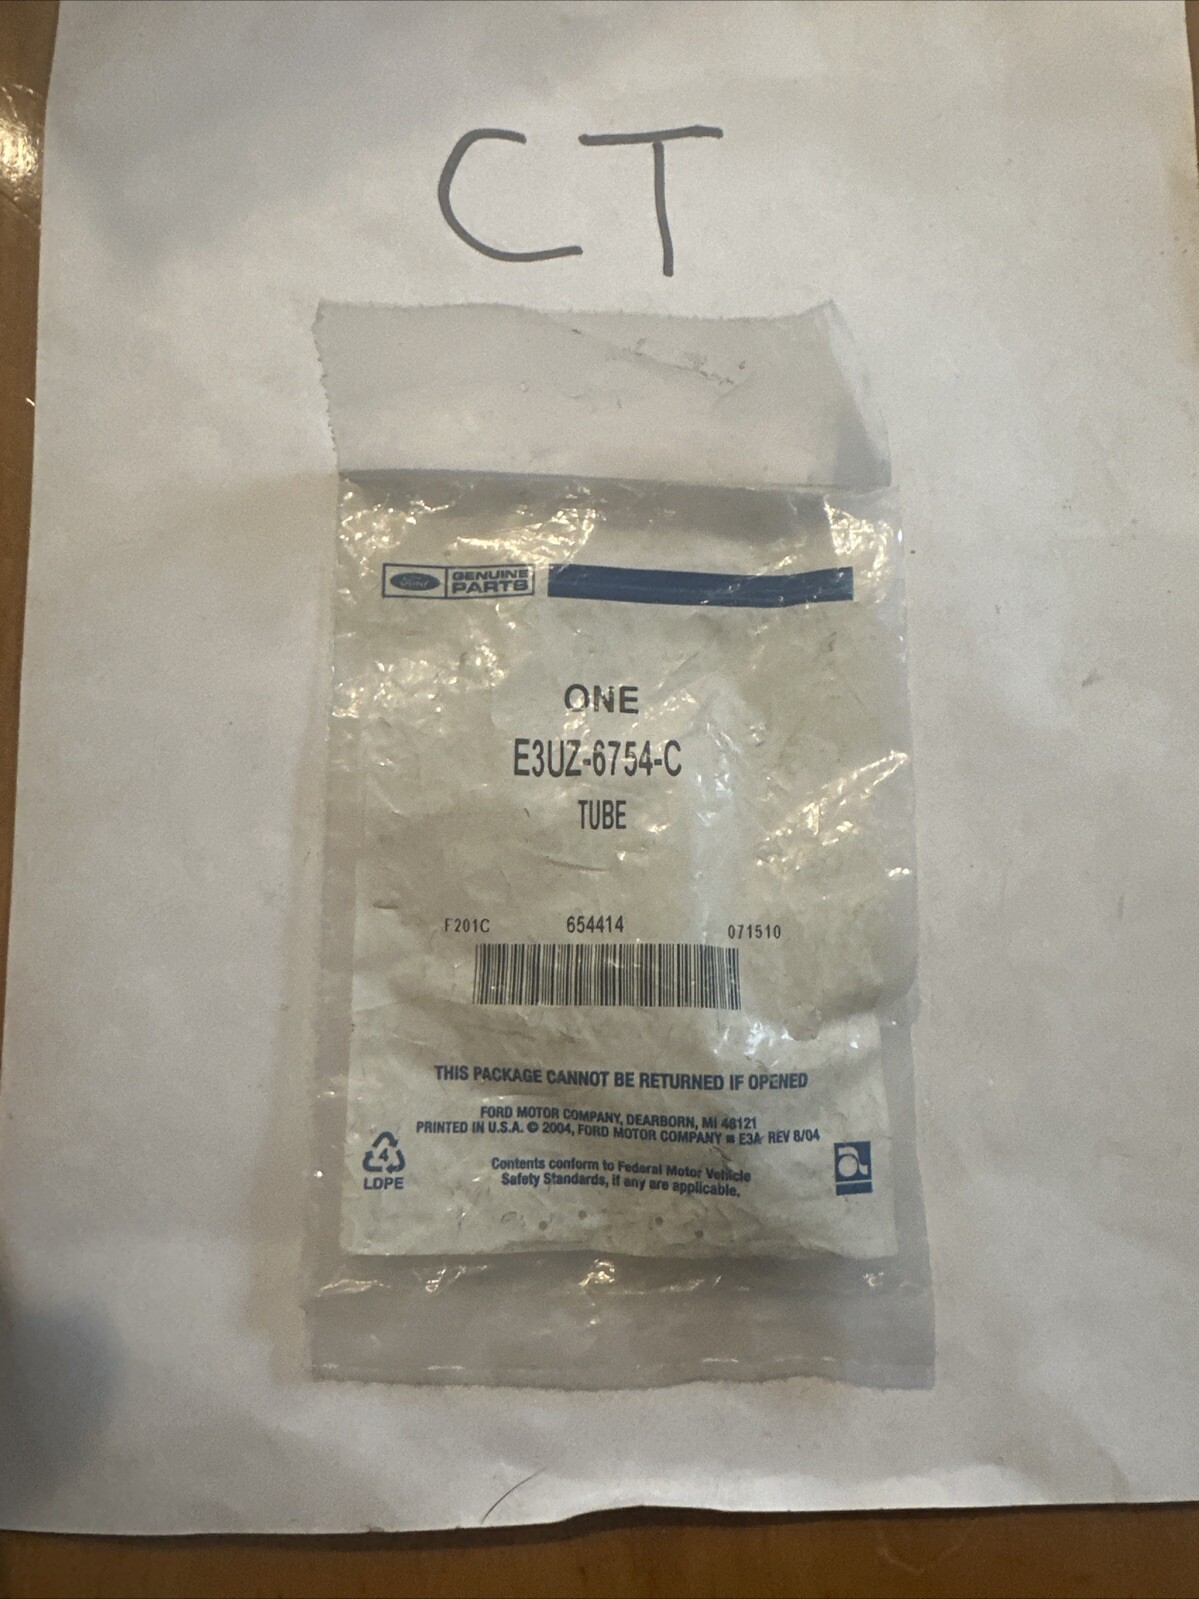 CT
Ford GENUINE PARTS
ONE
E3UZ-6754-C
TUBE
F201C 654414 071510
THIS PACKAGE CANNOT BE RETURNED IF OPENED
FORD MOTOR COMPANY, DEARBORN, MI 48121
PRINTED IN U.S.A. © 2004, FORD MOTOR COMPANY ■ E3A REV 8/04
Contents conform to Federal Motor Vehicle
Safety Standards, if any are applicable.
4
LDPE
a